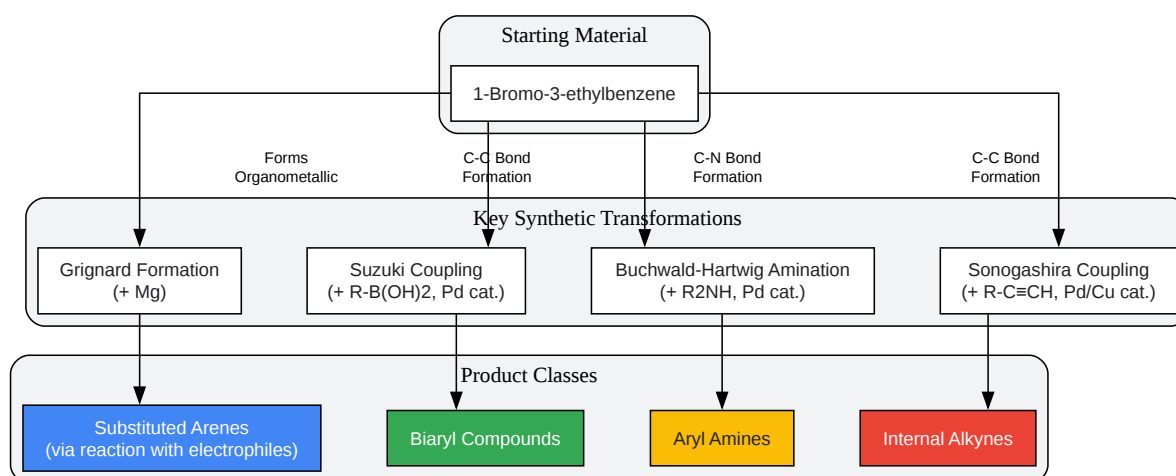 Starting Material
1-Bromo-3-ethylbenzene
Forms
Organometallic
C-C Bond
Formation
C-N Bond
Formation
C-C Bond
Formation
Key Synthetic Transformations
Grignard Formation
(+ Mg)
Suzuki Coupling
(+ R-B(OH)2, Pd cat.)
Buchwald-Hartwig Amination
(+ R2NH, Pd cat.)
Sonogashira Coupling
(+ R-C≡CH, Pd/Cu cat.)
Product Classes
Substituted Arenes
(via reaction with electrophiles)
Biaryl Compounds
Aryl Amines
Internal Alkynes